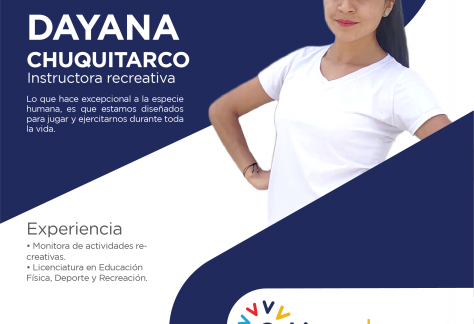 DAYANA
CHUQUITARCO
Instructora recreativa
Lo que hace excepcional a la especie
humana, es que estamos diseñados
para jugar y ejercitarnos durante toda
la vida.
Experiencia
• Monitora de actividades re-
creativas.
• Licenciatura en Educación
Física, Deporte y Recreación.